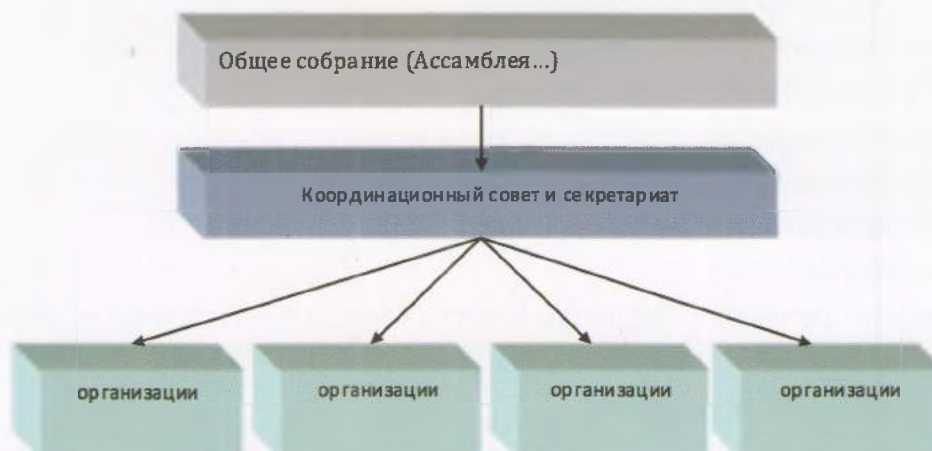 Общее собрание (Ассамблея...)
Координационный совет и секретариат
организации
организации
организации
организации